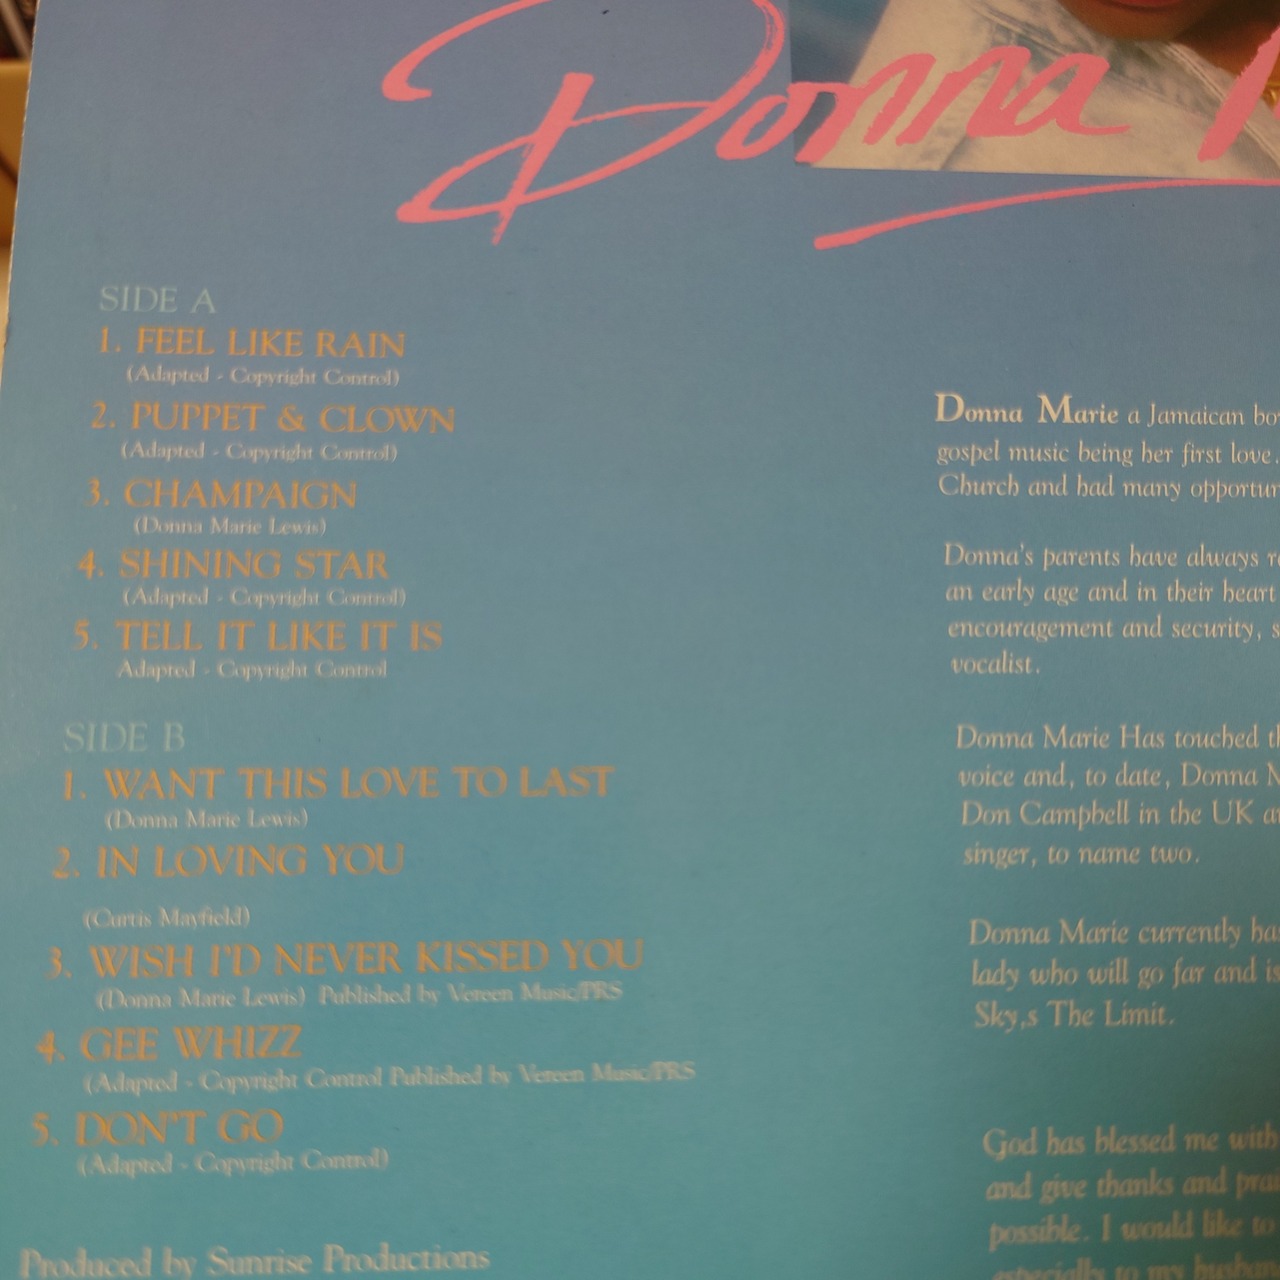 Donna
SIDE A
1. FEEL LIKE RAIN
(Adapted - Copyright Control)
2. PUPPET & CLOWN
(Adapted - Copyright Control)
3. CHAMPAIGN
(Donna Marie Lewis)
4. SHINING STAR
(Adapted - Copyright Control)
5. TELL IT LIKE IT IS
Adapted - Copyright Control
SIDE B
1. WANT THIS LOVE TO LAST
(Donna Marie Lewis)
2. IN LOVING YOU
(Curtis Mayfield)
3. WISH I'D NEVER KISSED YOU
(Donna Marie Lewis) Published by Vereen Music/PRS
4. GEE WHIZZ
(Adapted - Copyright Control Published by Vereen Music/PRS
5. DON'T GO
(Adapted - Copyright Control)
Produced by Sunrise Productions
Donna Marie a Jamaican
gospel music being her first love.
Church and had many
Donna's parents have always
an early age and in their heart
encouragement and security,
vocalist.
Donna Marie Has touched
voice and, to date, Donna
Don Campbell in the UK
singer, to name two.
Donna Marie currently
lady who will go far and
Sky,s The Limit.
God has blessed me with
and give thanks and
possible. I would like to
especially to my